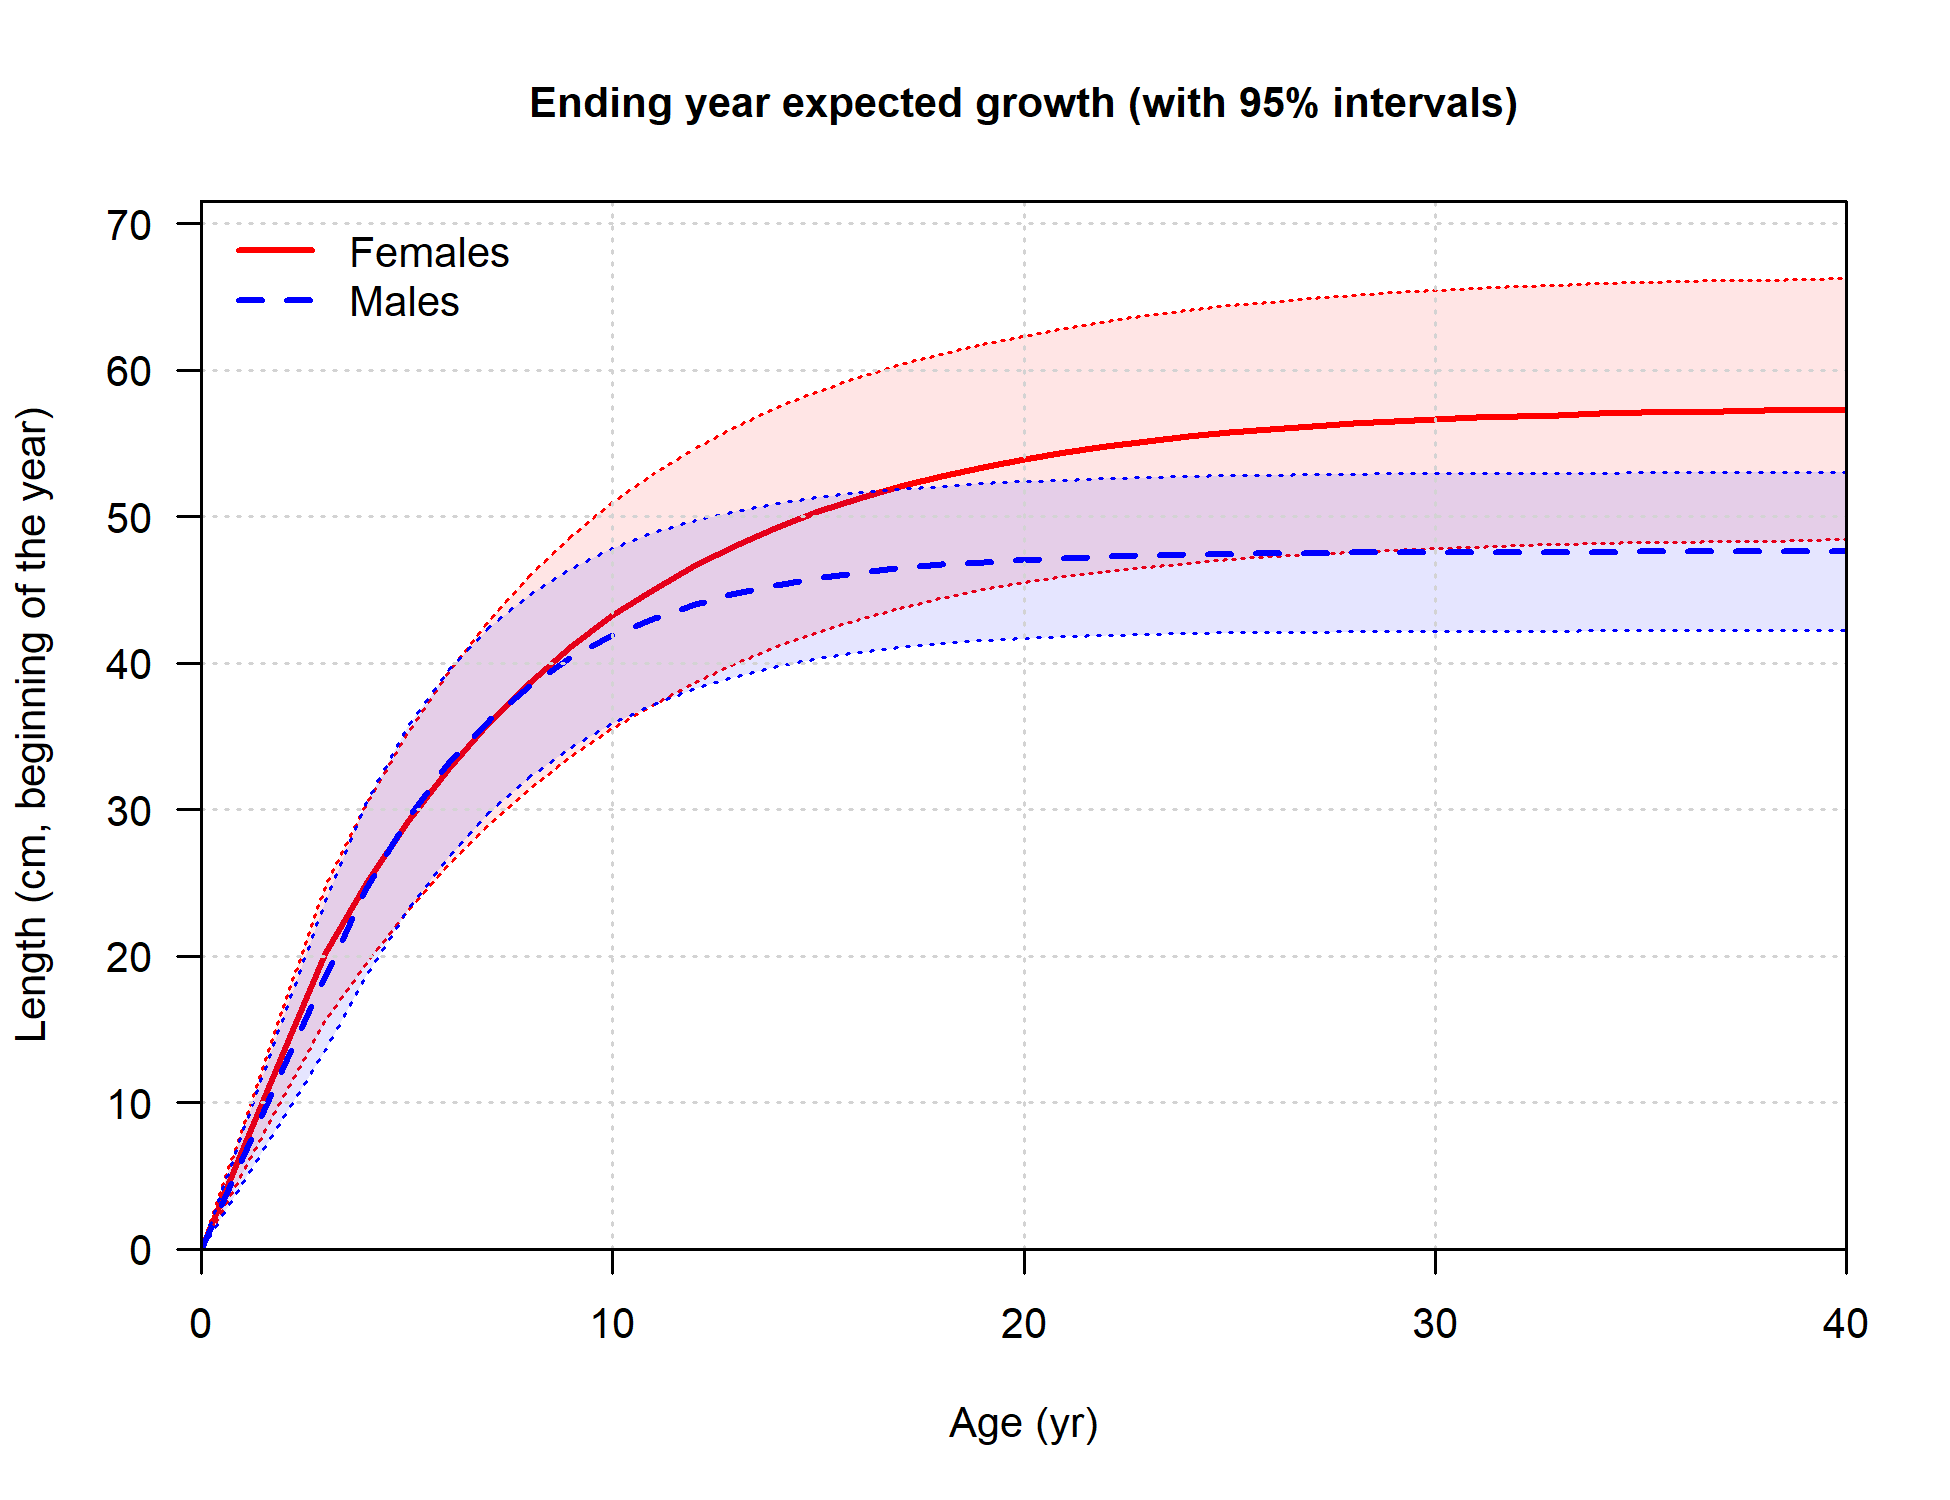 Ending year expected growth (with 95% intervals)
Females
Males
Length (cm, beginning of the year)
70
60
50
40
30
20
10
0
0 10 20 30 40
Age (yr)